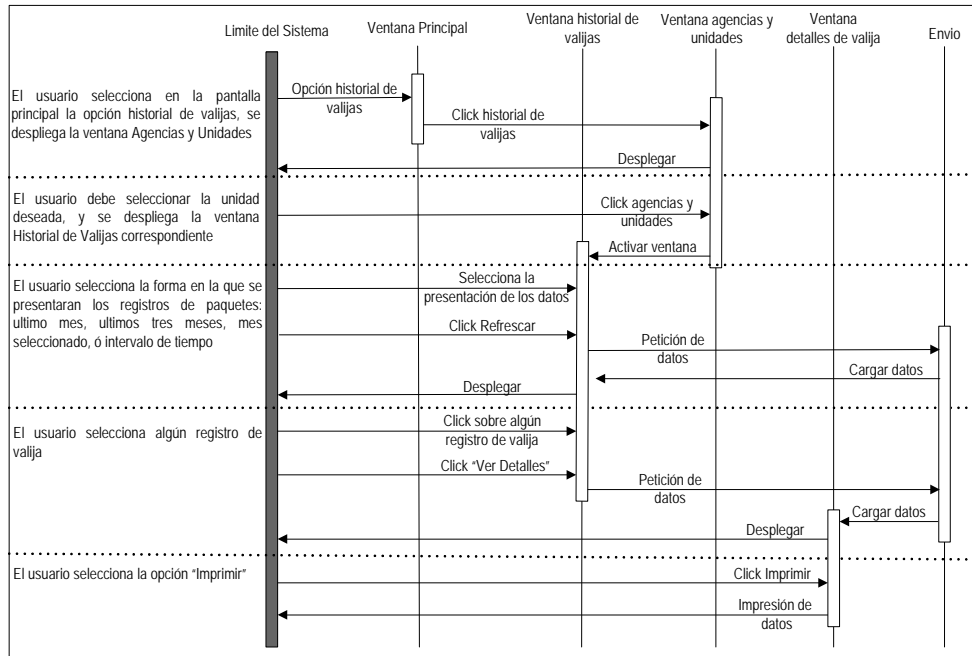 Limite del Sistema
Ventana Principal
Ventana historial de
valijas
Ventana agencias y
unidades
Ventana
detalles de valija
Envio
El usuario selecciona en la pantalla
principal la opción historial de valijas, se
despliega la ventana Agencias y Unidades
Opción historial de
valijas
Click historial de
valijas
Desplegar
El usuario debe seleccionar la unidad
deseada, y se despliega la ventana
Historial de Valijas correspondiente
Click agencias y
unidades
Activar ventana
El usuario selecciona la forma en la que se
presentaran los registros de paquetes:
ultimo mes, ultimos tres meses, mes
seleccionado, ó intervalo de tiempo
Selecciona la
presentación de los datos
Click Refrescar
Petición de
datos
Cargar datos
Desplegar
El usuario selecciona algún registro de
valija
Click sobre algún
registro de valija
Click “Ver Detalles”
Petición de
datos
Cargar datos
Desplegar
El usuario selecciona la opción “Imprimir”
Click Imprimir
Impresión de
datos